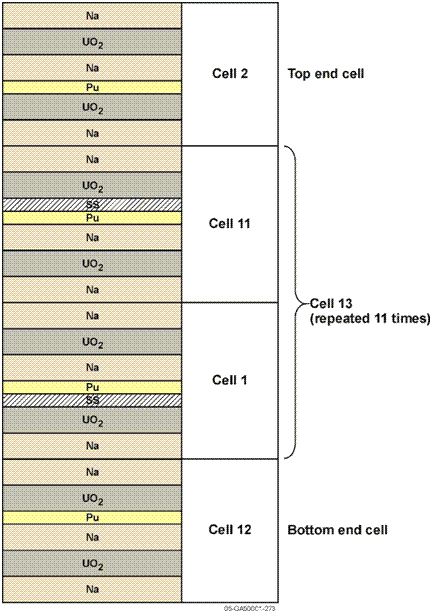 Na
UO2
Na
Pu
UO2
Na
Cell 2
Top end cell
Na
UO2
SS
Pu
Na
UO2
Na
Cell 11
Cell 13
(repeated 11 times)
Na
UO2
Na
Pu
SS
UO2
Na
Cell 1
Na
UO2
Pu
Na
UO2
Na
Cell 12
Bottom end cell
05-GA50001-273